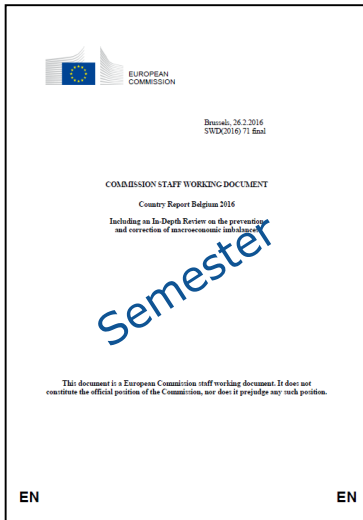 EUROPEAN
COMMISSION
Brussels, 26.2.2016
SWD(2016) 71 final
COMMISSION STAFF WORKING DOCUMENT
Country Report Belgium 2016
Including an In-Depth Review on the prevention
and correction of macroeconomic imbalances
Semester
This document is a European Commission staff working document. It does not
constitute the official position of the Commission, nor does it prejudge any such position.
EN
EN